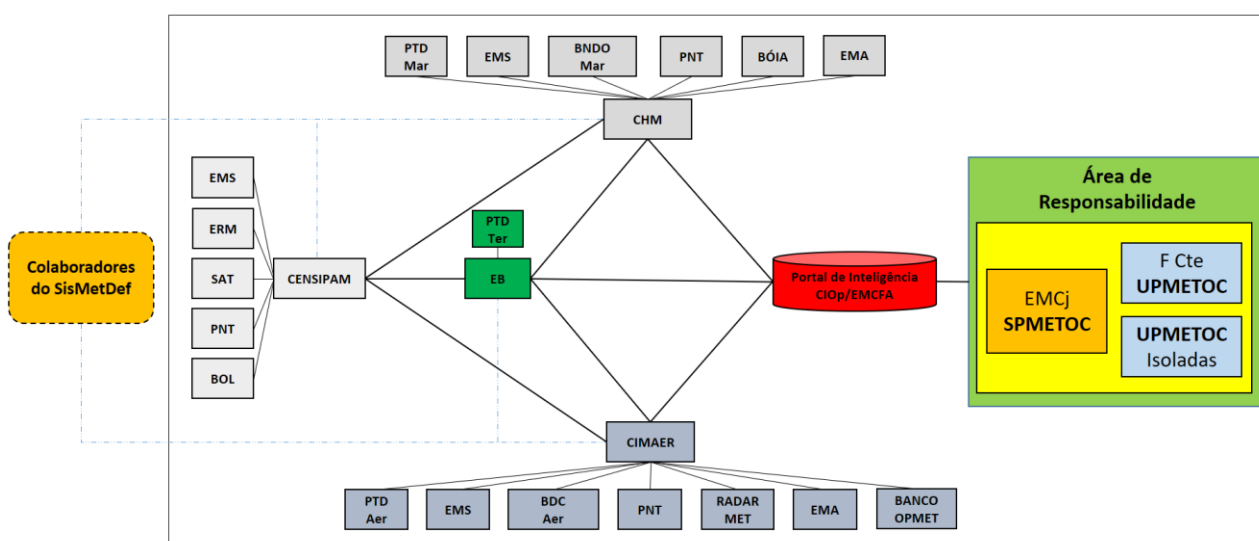 PTD
Mar
EMS
BNDO
Mar
PNT
BÓIA
EMA
CHM
EMS
ERM
SAT
PNT
BOL
Colaboradores
do SisMetDef
CENSIPAM
PTD
Ter
EB
Portal de Inteligência
CIOp/EMCFA
Área de
Responsabilidade
EMCj
SPMETOC
F Cte
UPMETOC
UPMETOC
Isoladas
CIMAER
PTD
Aer
EMS
BDC
Aer
PNT
RADAR
MET
EMA
BANCO
OPMET